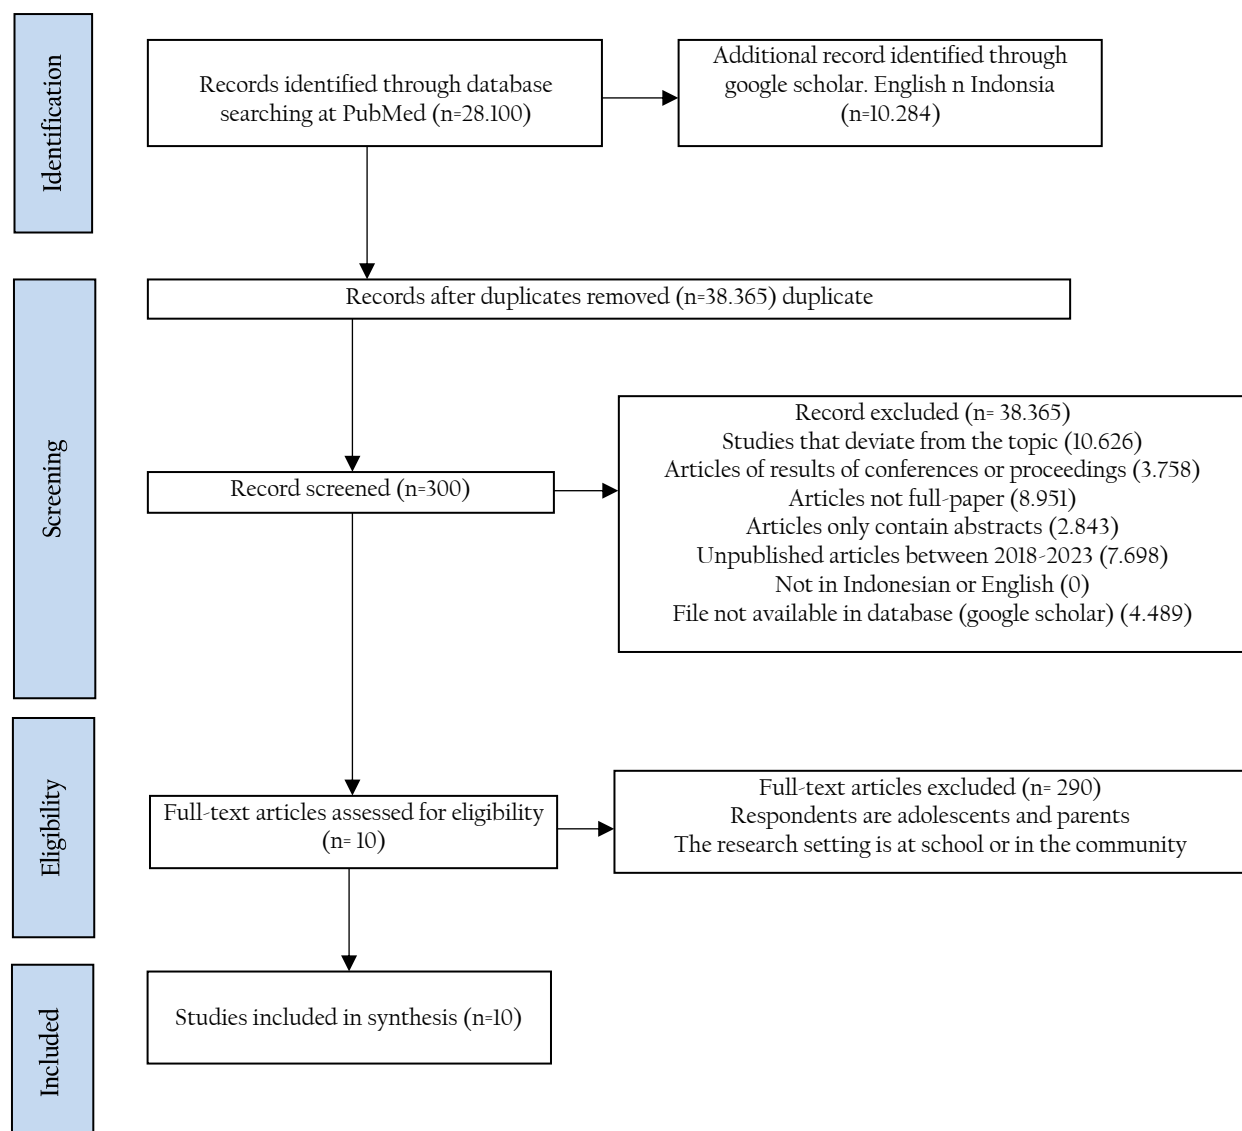 Identification
Records identified through database
searching at PubMed (n=28.100)
Additional record identified through
google scholar. English n Indonsia
(n=10.284)
Screening
Records after duplicates removed (n=38.365) duplicate
Record screened (n=300)
Record excluded (n= 38.365)
Studies that deviate from the topic (10.626)
Articles of results of conferences or proceedings (3.758)
Articles not full-paper (8.951)
Articles only contain abstracts (2.843)
Unpublished articles between 2018-2023 (7.698)
Not in Indonesian or English (0)
File not available in database (google scholar) (4.489)
Eligibility
Full-text articles assessed for eligibility
(n= 10)
Full-text articles excluded (n= 290)
Respondents are adolescents and parents
The research setting is at school or in the community
Included
Studies included in synthesis (n=10)